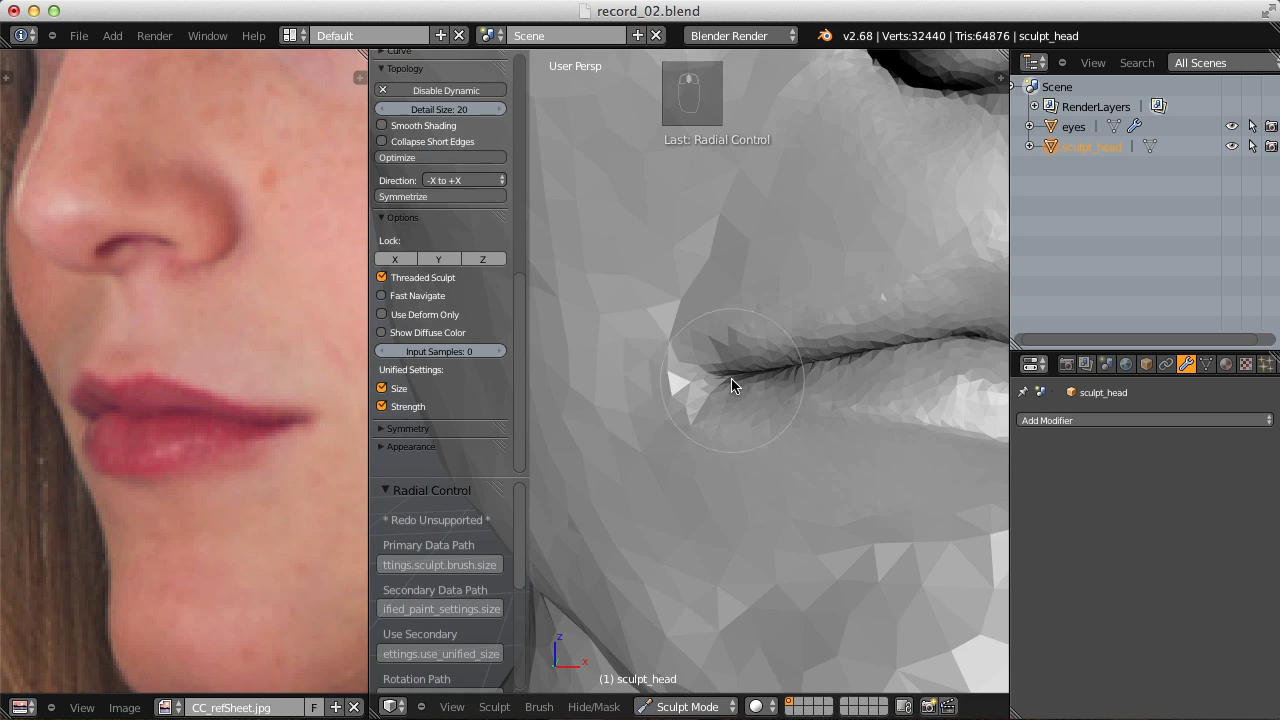 record_02.blend
File Add Render Window Help Default Scene Blender Render v2.68 | Verts:32440 | Tris:64876 | sculpt_head
Curve
Topology
Disable Dynamic
Detail Size: 20
Smooth Shading
Collapse Short Edges
Optimize
Direction: -X to +X
Symmetrize
Options
Lock:
X Y Z
Threaded Sculpt
Fast Navigate
Use Deform Only
Show Diffuse Color
Input Samples: 0
Unified Settings:
Size
Strength
Symmetry
Appearance
Radial Control
* Redo Unsupported *
Primary Data Path
ttings.sculpt.brush.size
Secondary Data Path
ified_paint_settings.size
Use Secondary
ettings.use_unified_size
Rotation Path
User Persp
Last: Radial Control
z
x
(1) sculpt_head
View Search All Scenes
Scene
RenderLayers |
eyes |
sculpt_head |
sculpt_head
Add Modifier
View Image CC_refSheet.jpg F
View Sculpt Brush Hide/Mask Sculpt Mode